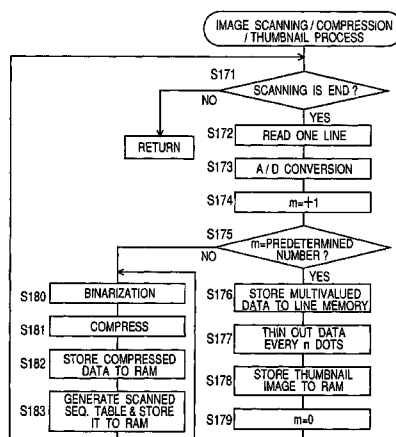 IMAGE SCANNING / COMPRESSION
/ THUMBNAIL PROCESS
S171
SCANNING IS END ?
NO
YES
RETURN
S172
READ ONE LINE
S173
A / D CONVERSION
S174
m=+1
S175
m=PREDETERMINED
NUMBER ?
NO
YES
S176
STORE MULTIVALUED
DATA TO LINE MEMORY
S177
THIN OUT DATA
EVERY n DOTS
S178
STORE THUMBNAIL
IMAGE TO RAM
S179
m=0
S180
BINARIZATION
S181
COMPRESS
S182
STORE COMPRESSED
DATA TO RAM
S183
GENERATE SCANNED
SEQ. TABLE & STORE
IT TO RAM